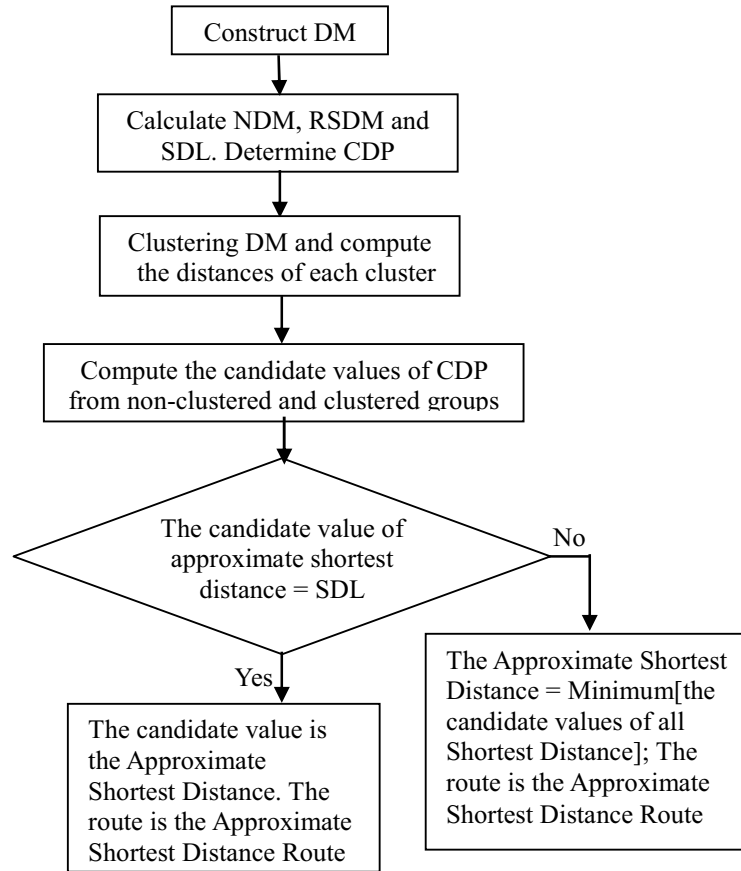 Construct DM
Calculate NDM, RSDM and
SDL. Determine CDP
Clustering DM and compute
the distances of each cluster
Compute the candidate values of CDP
from non-clustered and clustered groups
The candidate value of
approximate shortest
distance = SDL
No
Yes
The Approximate Shortest
Distance = Minimum[the
candidate values of all
Shortest Distance]; The
route is the Approximate
Shortest Distance Route
The candidate value is
the Approximate
Shortest Distance. The
route is the Approximate
Shortest Distance Route